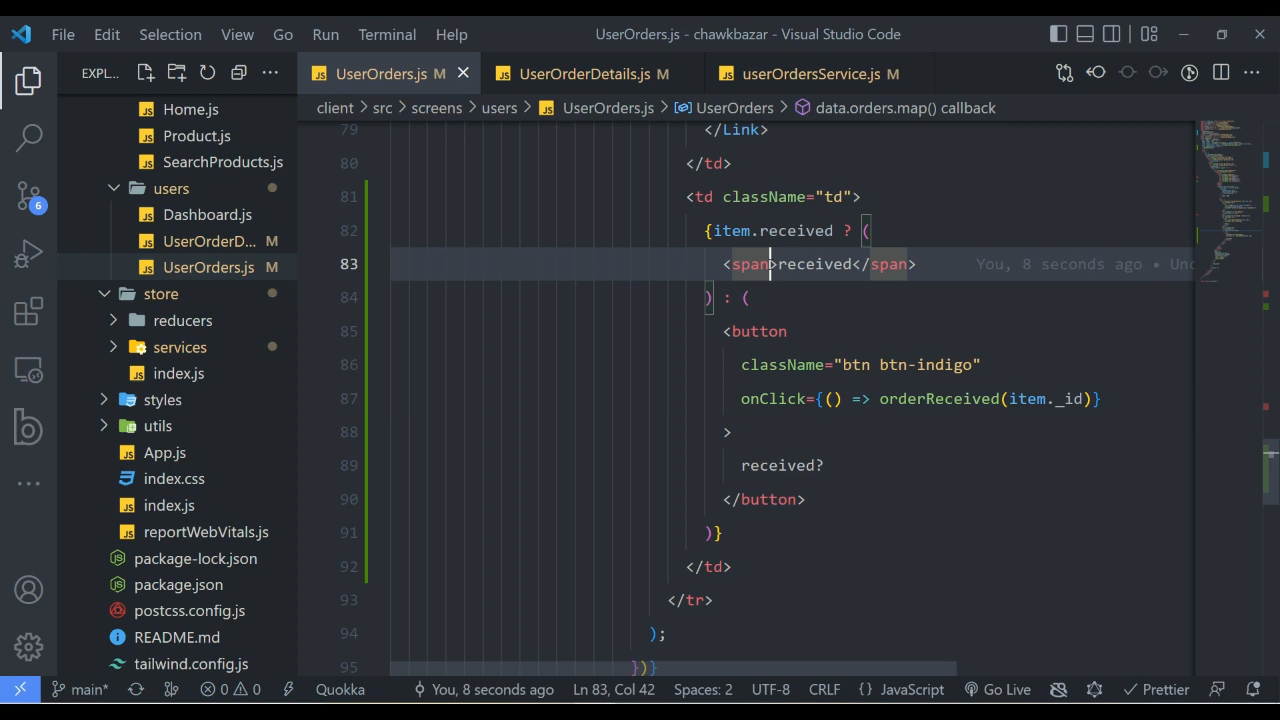 File Edit Selection View Go Run Terminal Help UserOrders.js - chawkbazar - Visual Studio Code
EXPL...
UserOrders.js M UserOrderDetails.js M userOrdersService.js M
client > src > screens > users > UserOrders.js > UserOrders > data.orders.map() callback
Home.js
Product.js
SearchProducts.js
users
Dashboard.js
UserOrderD... M
UserOrders.js M
store
reducers
services
index.js
styles
utils
App.js
index.css
index.js
reportWebVitals.js
package-lock.json
package.json
postcss.config.js
README.md
tailwind.config.js
6
79 </Link>
80 </td>
81 <td className="td">
82 {item.received ? (
83 <span>received</span> You, 8 seconds ago • Unc
84 ) : (
85 <button
86 className="btn btn-indigo"
87 onClick={() => orderReceived(item._id)}
88 >
89 received?
90 </button>
91 )}
92 </td>
93 </tr>
94 );
95 })}
main* 0 0 Quokka You, 8 seconds ago Ln 83, Col 42 Spaces: 2 UTF-8 CRLF {} JavaScript Go Live Prettier